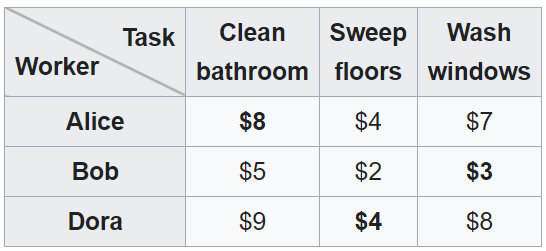 Task
Worker
Clean bathroom
Sweep floors
Wash windows
Alice $8 $4 $7
Bob $5 $2 $3
Dora $9 $4 $8